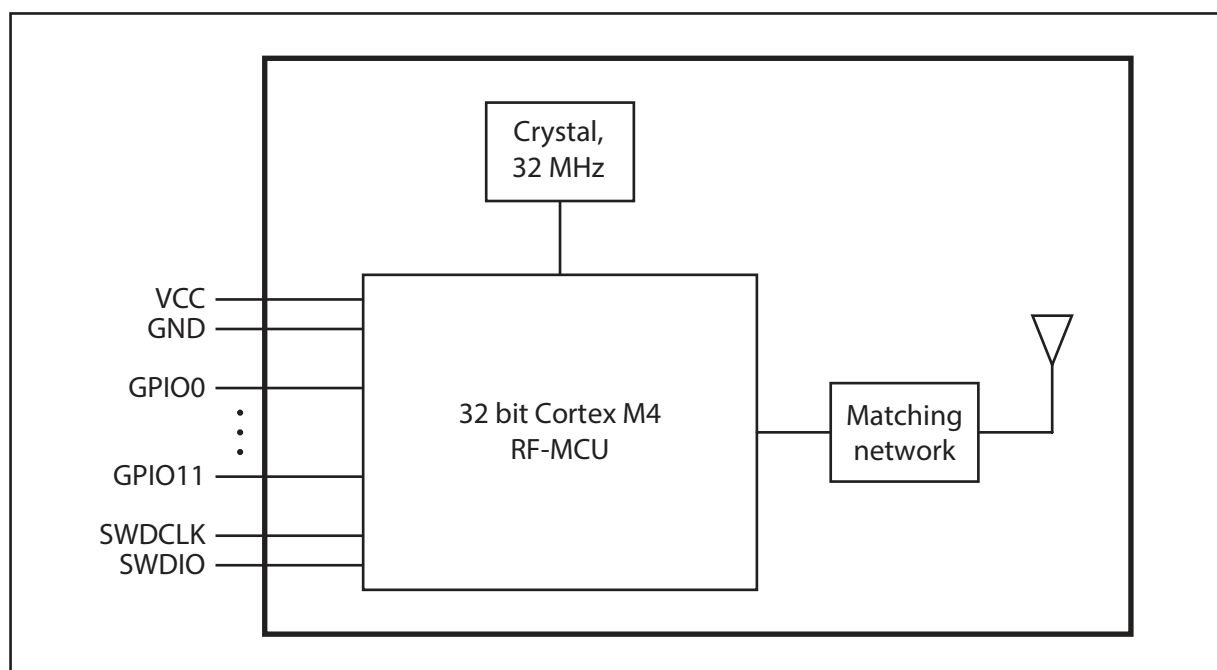 Crystal,
32 MHz
VCC
GND
GPIO0
GPIO11
SWDCLK
SWDIO
32 bit Cortex M4
RF-MCU
Matching
network